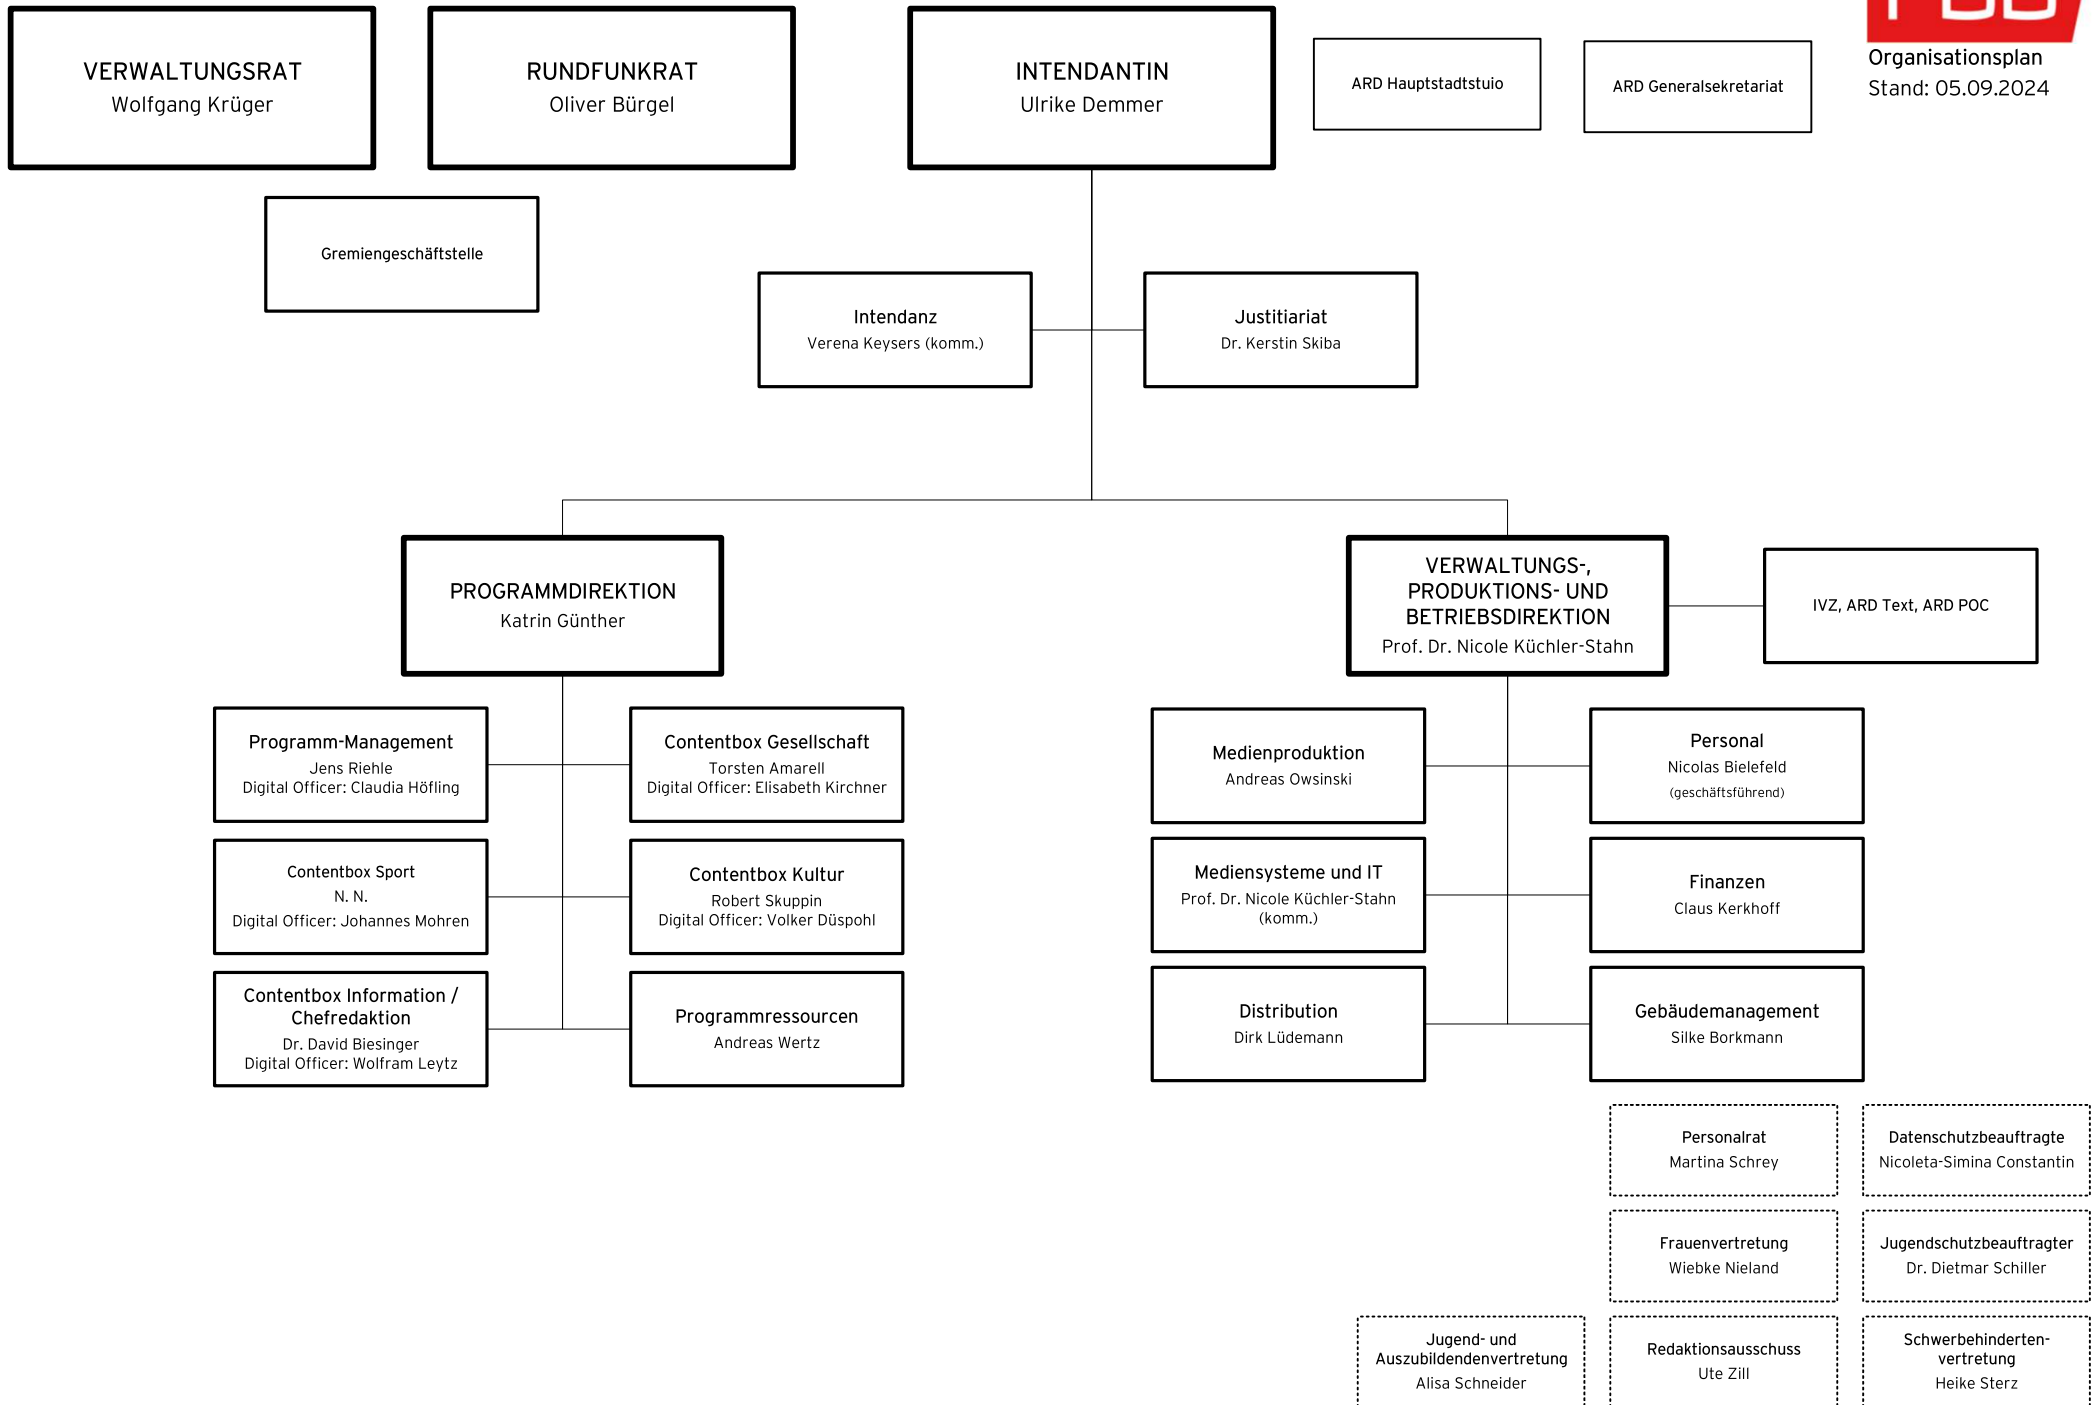 VERWALTUNGSRAT
Wolfgang Krüger
RUNDFUNKRAT
Oliver Bürgel
INTENDANTIN
Ulrike Demmer
ARD Hauptstadtstuio
ARD Generalsekretariat
Organisationsplan
Stand: 05.09.2024
Gremiengeschäftstelle
Intendanz
Verena Keysers (komm.)
Justitiariat
Dr. Kerstin Skiba
PROGRAMMDIREKTION
Katrin Günther
VERWALTUNGS-,
PRODUKTIONS- UND
BETRIEBSDIREKTION
Prof. Dr. Nicole Küchler-Stahn
IVZ, ARD Text, ARD POC
Programm-Management
Jens Riehle
Digital Officer: Claudia Höfling
Contentbox Gesellschaft
Torsten Amarell
Digital Officer: Elisabeth Kirchner
Contentbox Sport
N. N.
Digital Officer: Johannes Mohren
Contentbox Kultur
Robert Skuppin
Digital Officer: Volker Düspohl
Contentbox Information /
Chefredaktion
Dr. David Biesinger
Digital Officer: Wolfram Leytz
Programmressourcen
Andreas Wertz
Medienproduktion
Andreas Owsinski
Personal
Nicolas Bielefeld
(geschäftsführend)
Mediensysteme und IT
Prof. Dr. Nicole Küchler-Stahn
(komm.)
Finanzen
Claus Kerkhoff
Distribution
Dirk Lüdemann
Gebäudemanagement
Silke Borkmann
Personalrat
Martina Schrey
Datenschutzbeauftragte
Nicoleta-Simina Constantin
Frauenvertretung
Wiebke Nieland
Jugendschutzbeauftragter
Dr. Dietmar Schiller
Jugend- und
Auszubildendenvertretung
Alisa Schneider
Redaktionsausschuss
Ute Zill
Schwerbehinderten-
vertretung
Heike Sterz